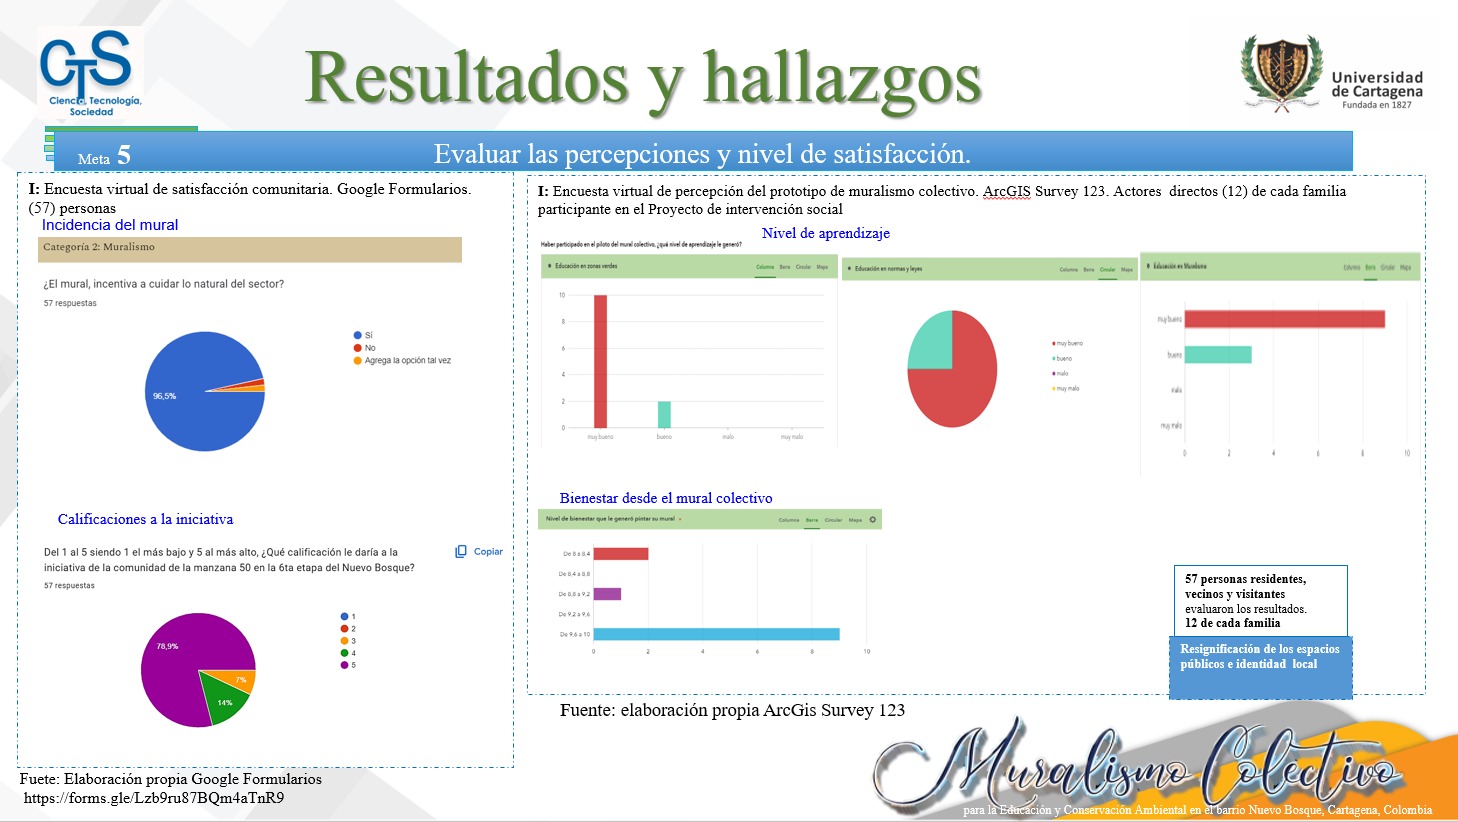 CTS
Ciencia, Tecnología,
Sociedad
Resultados y hallazgos
Universidad
de Cartagena
Fundada en 1827
Meta 5
Evaluar las percepciones y nivel de satisfacción.
I: Encuesta virtual de satisfacción comunitaria. Google Formularios.
(57) personas
Incidencia del mural
Categoría 2: Muralismo
¿El mural, incentiva a cuidar lo natural del sector?
57 respuestas
Sí
No
Agrega la opción tal vez
96,5%
Calificaciones a la iniciativa
Del 1 al 5 siendo 1 el más bajo y 5 al más alto, ¿Qué calificación le daría a la
iniciativa de la comunidad de la manzana 50 en la 6ta etapa del Nuevo Bosque?
Copiar
57 respuestas
1
2
3
4
5
78,9%
7%
14%
Fuete: Elaboración propia Google Formularios
https://forms.gle/Lzb9ru87BQm4aTnR9
I: Encuesta virtual de percepción del prototipo de muralismo colectivo. ArcGIS Survey 123. Actores directos (12) de cada familia
participante en el Proyecto de intervención social
Nivel de aprendizaje
Haber participado en el piloto del mural colectivo, ¿qué nivel de aprendizaje le generó?
Educación en zonas verdes
Columna Barra Circular Mapa
10
8
6
4
2
0
muy bueno bueno malo muy malo
Educación en normas y leyes
Columna Barra Circular Mapa
muy bueno
bueno
malo
muy malo
Educación en Muralismo
Columna Barra Circular Mapa
muy bueno
bueno
malo
muy malo
0 2 4 6 8 10
Bienestar desde el mural colectivo
Nivel de bienestar que le generó pintar su mural
Columna Barra Circular Mapa
De 8 a 8,4
De 8,4 a 8,8
De 8,8 a 9,2
De 9,2 a 9,6
De 9,6 a 10
0 2 4 6 8 10
57 personas residentes,
vecinos y visitantes
evaluaron los resultados.
12 de cada familia
Resignificación de los espacios
públicos e identidad local
Fuente: elaboración propia ArcGis Survey 123
Muralismo Colectivo
para la Educación y Conservación Ambiental en el barrio Nuevo Bosque, Cartagena, Colombia